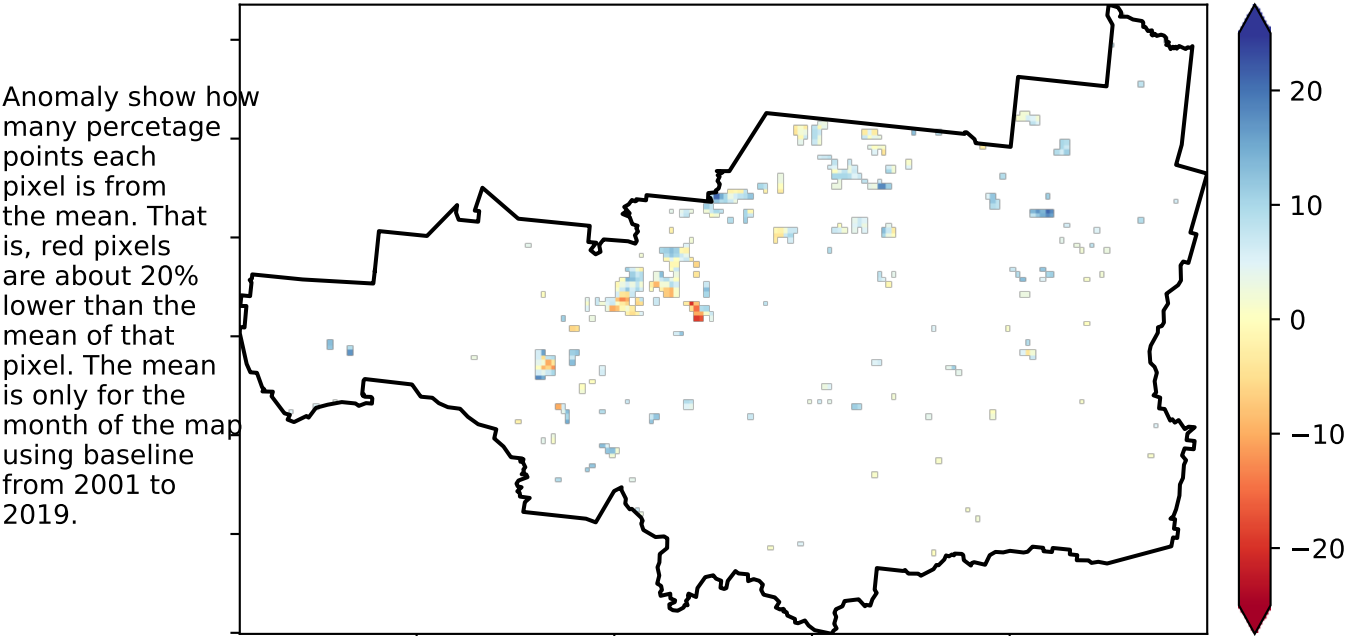 Anomaly show how
many percetage
points each
pixel is from
the mean. That
is, red pixels
are about 20%
lower than the
mean of that
pixel. The mean
is only for the
month of the map
using baseline
from 2001 to
2019.
20
10
0
−10
−20